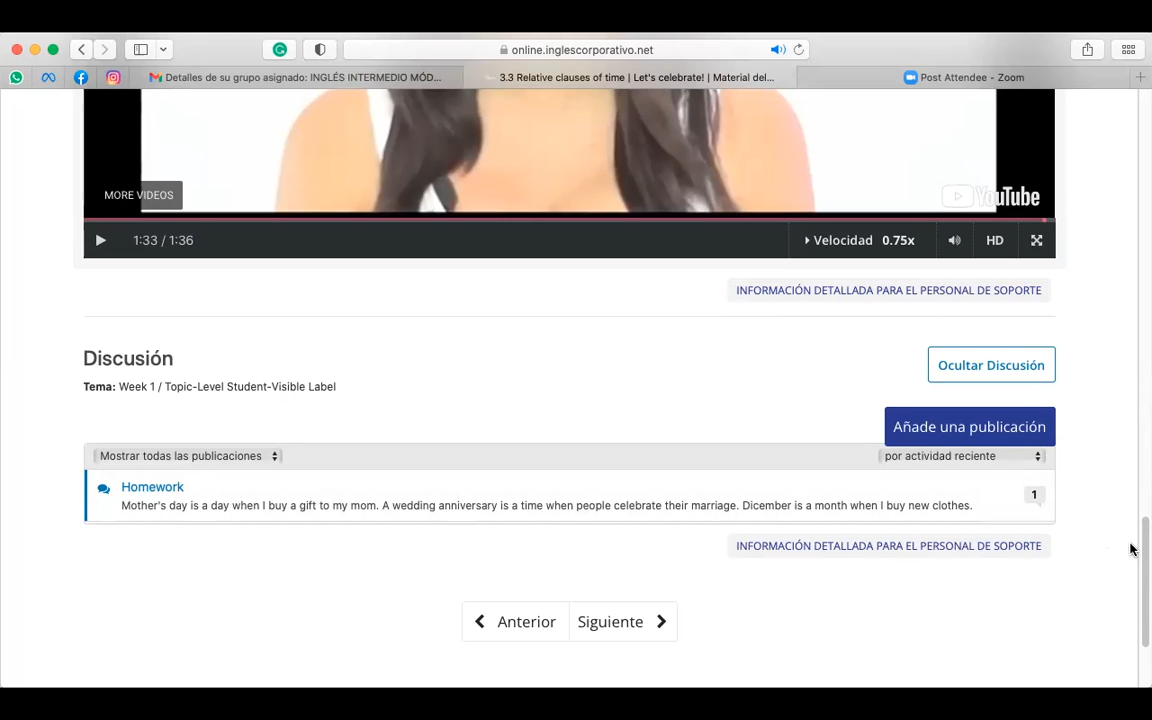 online.inglescorporativo.net
Detalles de su grupo asignado: INGLÉS INTERMEDIO MÓD...
3.3 Relative clauses of time | Let's celebrate! | Material del...
Post Attendee - Zoom
MORE VIDEOS
YouTube
1:33 / 1:36
Velocidad 0.75x
HD
INFORMACIÓN DETALLADA PARA EL PERSONAL DE SOPORTE
Discusión
Ocultar Discusión
Tema: Week 1 / Topic-Level Student-Visible Label
Añade una publicación
Mostrar todas las publicaciones
por actividad reciente
Homework
Mother's day is a day when I buy a gift to my mom. A wedding anniversary is a time when people celebrate their marriage. Dicember is a month when I buy new clothes.
1
INFORMACIÓN DETALLADA PARA EL PERSONAL DE SOPORTE
Anterior
Siguiente